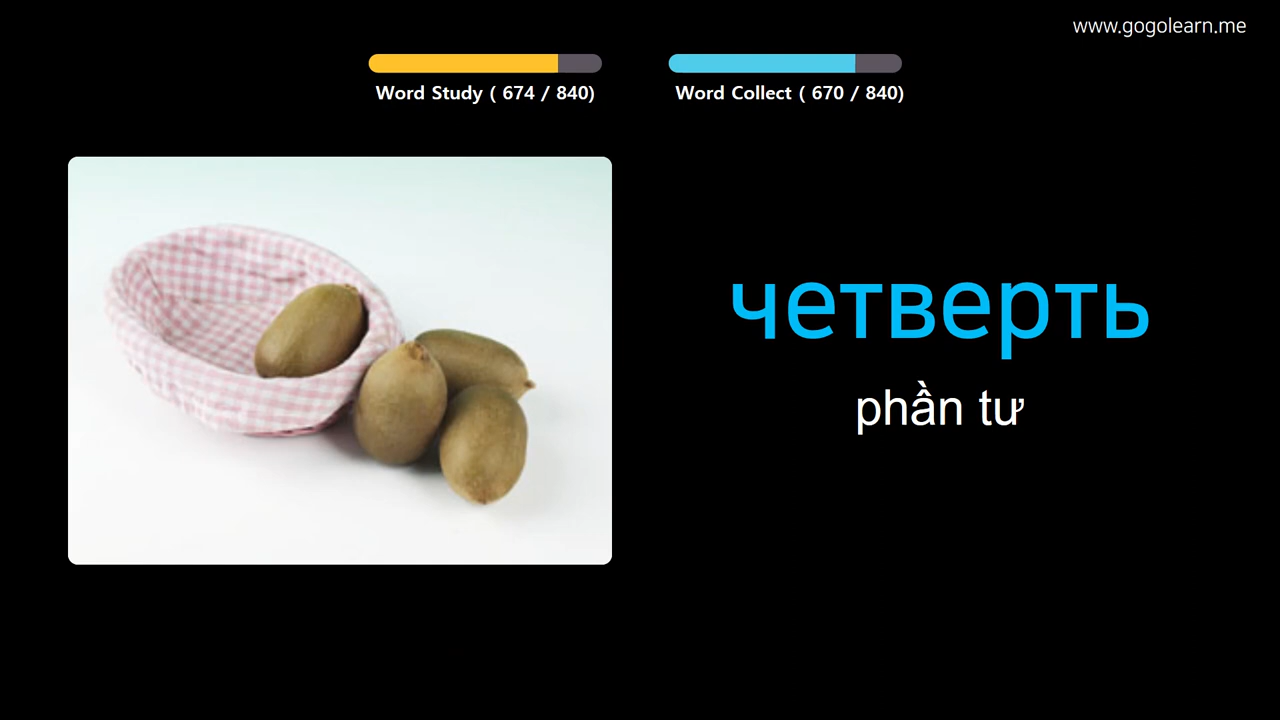 www.gogolearn.me
Word Study ( 674 / 840)
Word Collect ( 670 / 840)
четверть
phần tư